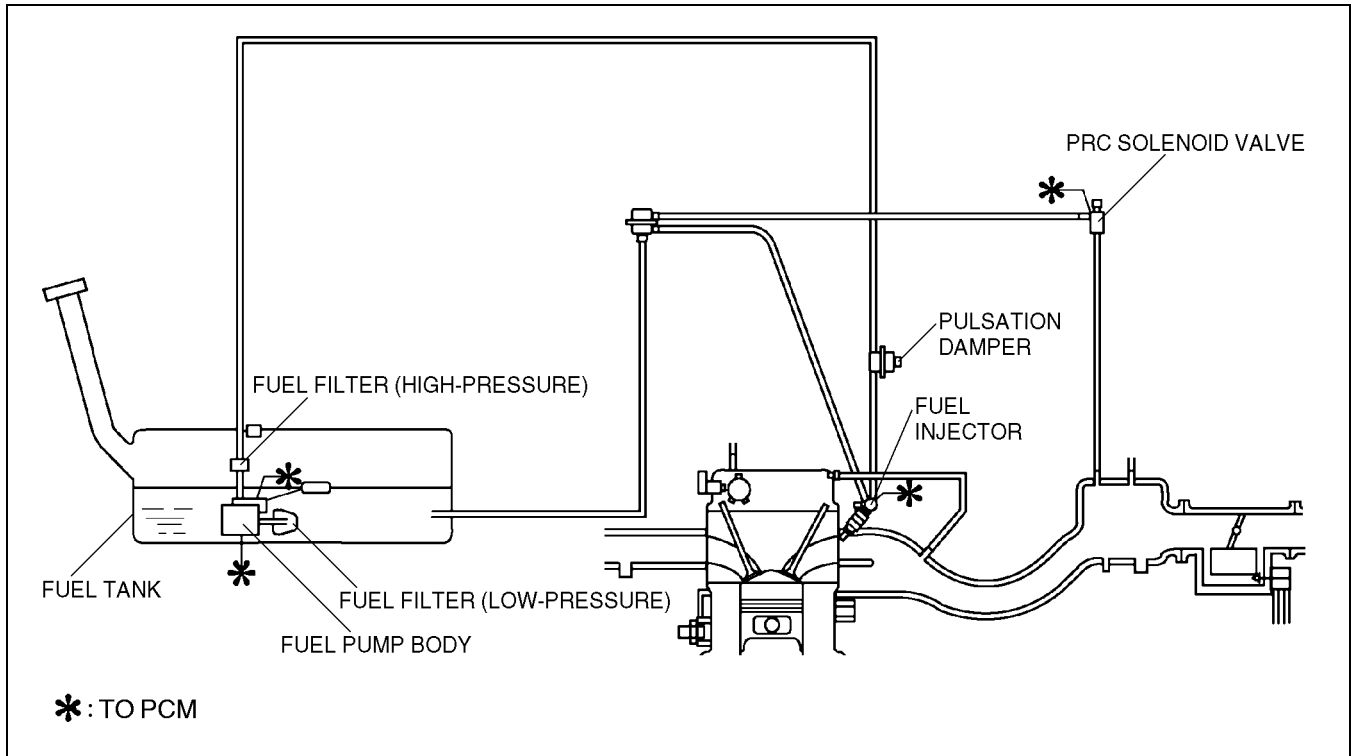 PRC SOLENOID VALVE
PULSATION
DAMPER
FUEL FILTER (HIGH-PRESSURE)
FUEL
INJECTOR
FUEL TANK
FUEL FILTER (LOW-PRESSURE)
FUEL PUMP BODY
* : TO PCM